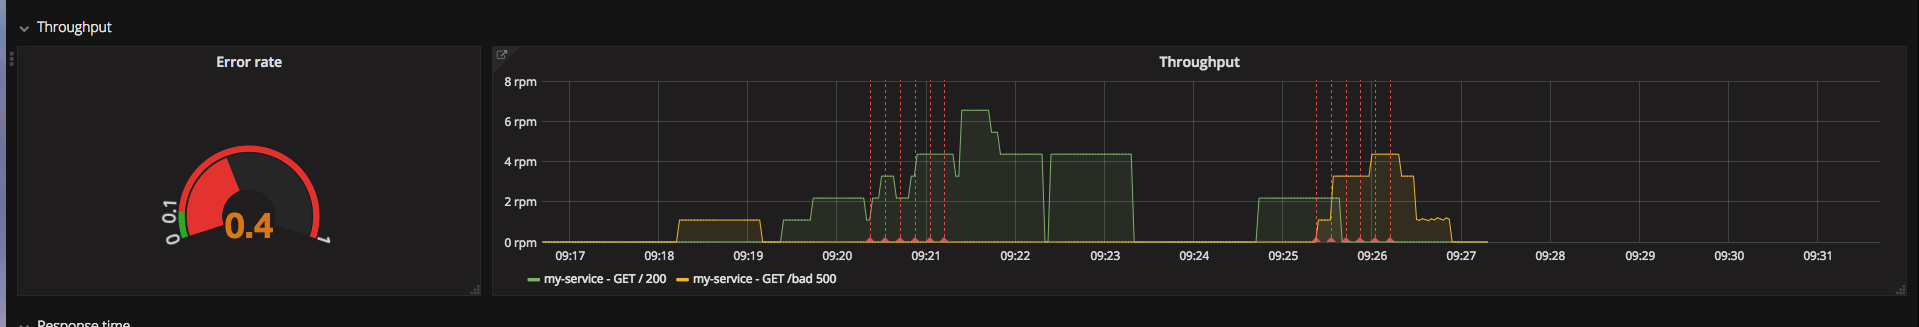 Throughput
Error rate
Throughput
8 rpm
6 rpm
4 rpm
2 rpm
0 rpm
0
0.1
1
0.4
09:17 09:18 09:19 09:20 09:21 09:22 09:23 09:24 09:25 09:26 09:27 09:28 09:29 09:30 09:31
my-service - GET / 200 my-service - GET /bad 500
Response time